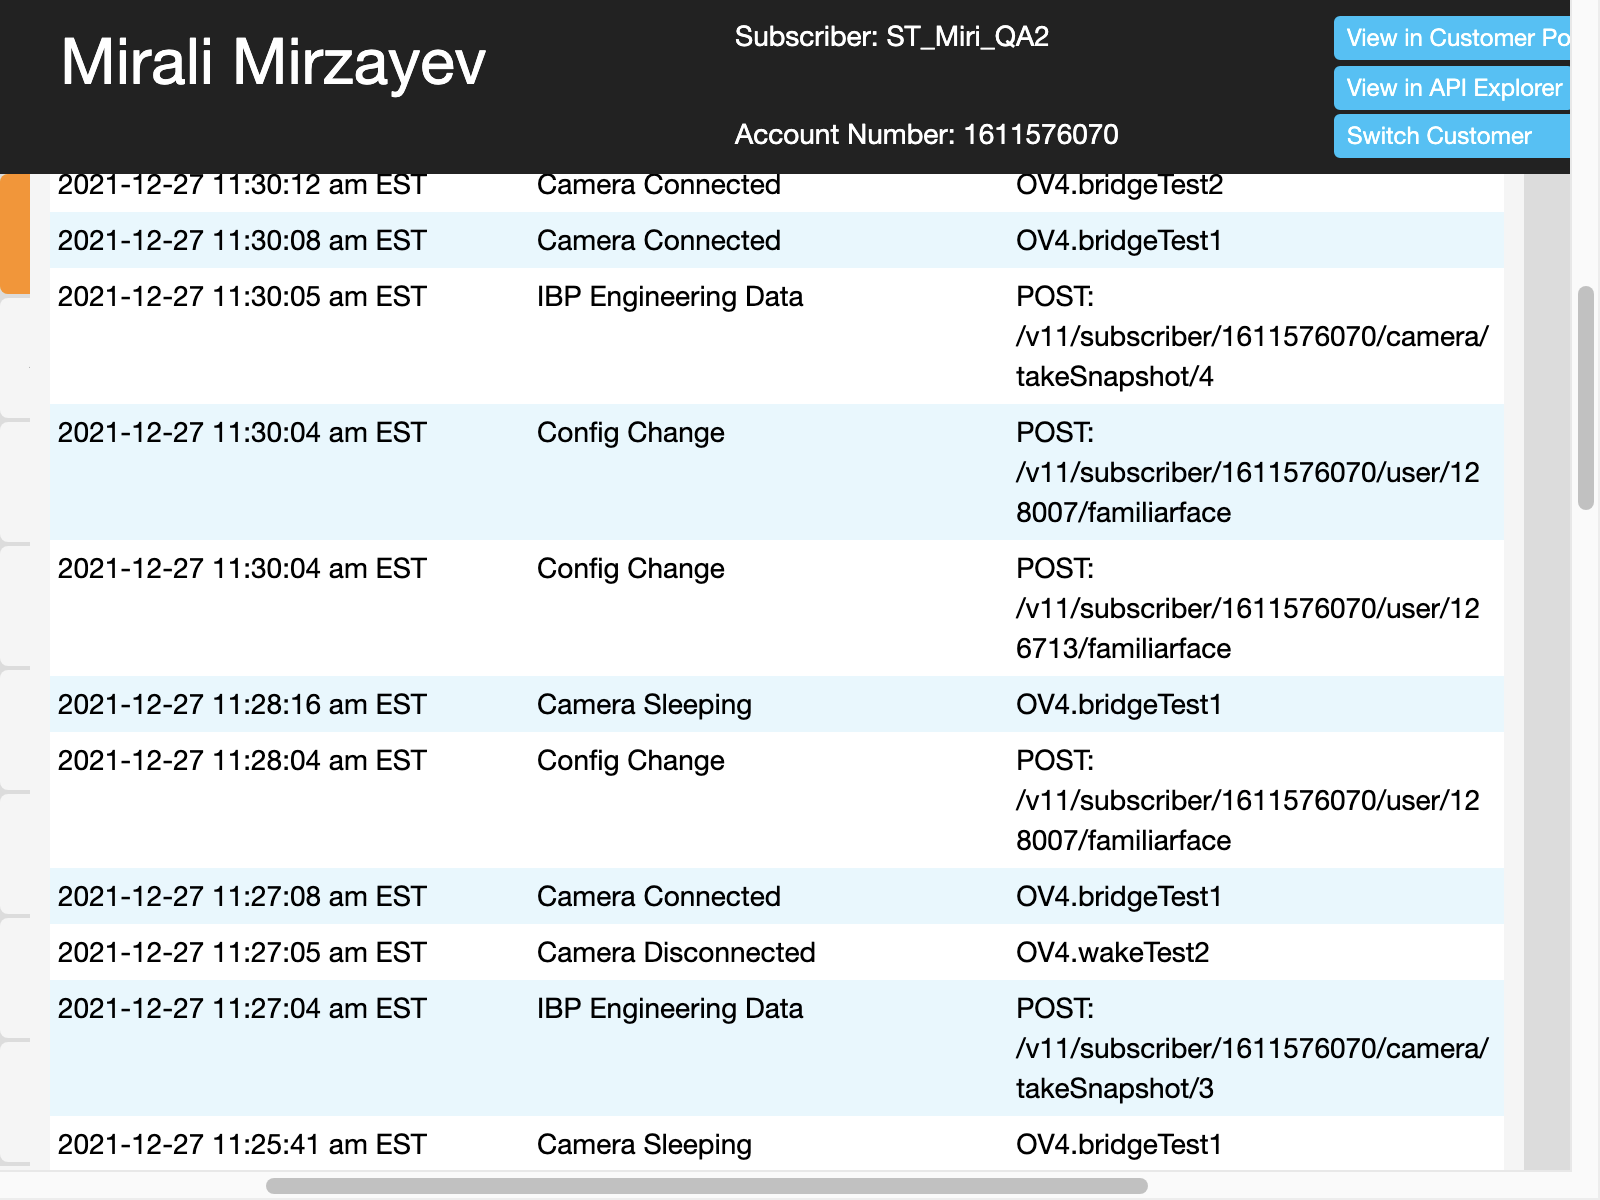 Mirali Mirzayev
Subscriber: ST_Miri_QA2
Account Number: 1611576070
View in Customer Po
View in API Explorer
Switch Customer
2021-12-27 11:30:12 am EST Camera Connected OV4.bridgeTest2
2021-12-27 11:30:08 am EST Camera Connected OV4.bridgeTest1
2021-12-27 11:30:05 am EST IBP Engineering Data POST:
/v11/subscriber/1611576070/camera/
takeSnapshot/4
2021-12-27 11:30:04 am EST Config Change POST:
/v11/subscriber/1611576070/user/12
8007/familiarface
2021-12-27 11:30:04 am EST Config Change POST:
/v11/subscriber/1611576070/user/12
6713/familiarface
2021-12-27 11:28:16 am EST Camera Sleeping OV4.bridgeTest1
2021-12-27 11:28:04 am EST Config Change POST:
/v11/subscriber/1611576070/user/12
8007/familiarface
2021-12-27 11:27:08 am EST Camera Connected OV4.bridgeTest1
2021-12-27 11:27:05 am EST Camera Disconnected OV4.wakeTest2
2021-12-27 11:27:04 am EST IBP Engineering Data POST:
/v11/subscriber/1611576070/camera/
takeSnapshot/3
2021-12-27 11:25:41 am EST Camera Sleeping OV4.bridgeTest1